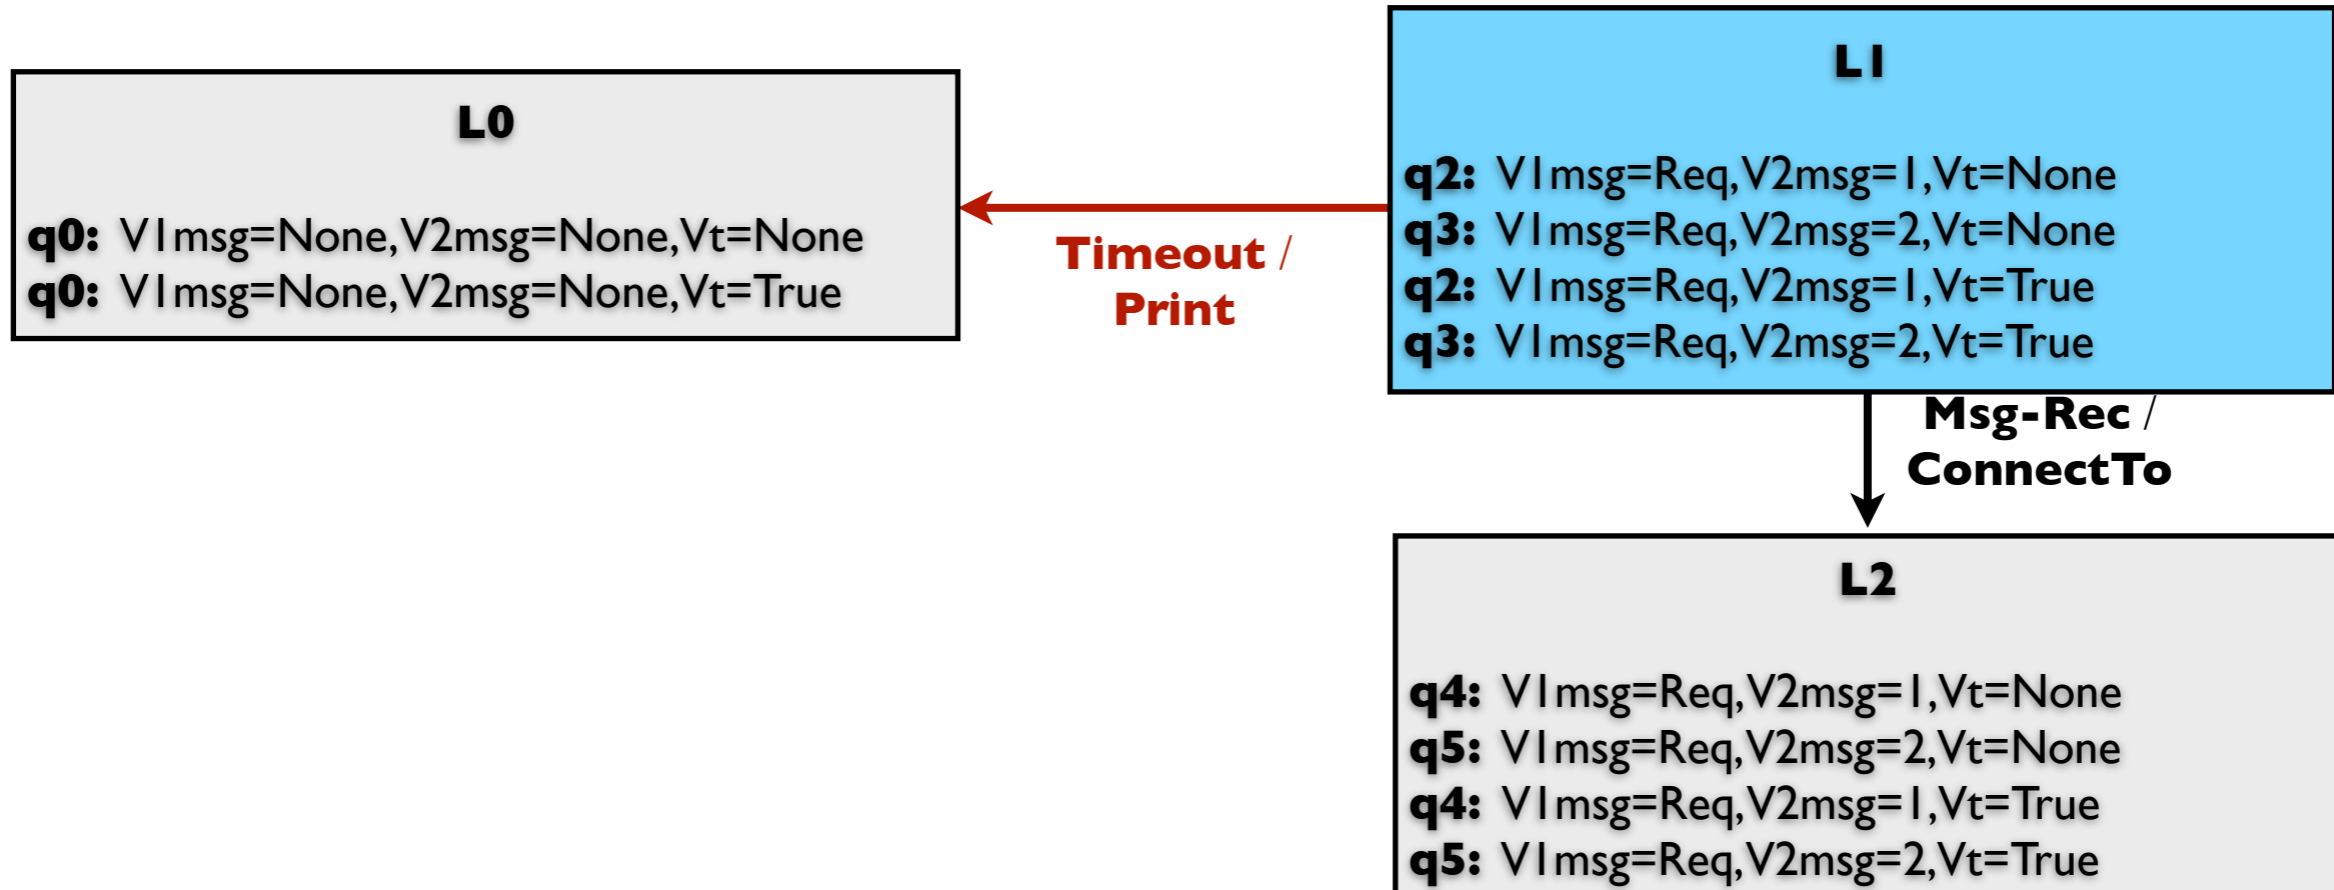 L0
q0: V1msg=None,V2msg=None,Vt=None
q0: V1msg=None,V2msg=None,Vt=True
Timeout /
Print
L1
q2: V1msg=Req,V2msg=1,Vt=None
q3: V1msg=Req,V2msg=2,Vt=None
q2: V1msg=Req,V2msg=1,Vt=True
q3: V1msg=Req,V2msg=2,Vt=True
Msg-Rec /
ConnectTo
L2
q4: V1msg=Req,V2msg=1,Vt=None
q5: V1msg=Req,V2msg=2,Vt=None
q4: V1msg=Req,V2msg=1,Vt=True
q5: V1msg=Req,V2msg=2,Vt=True